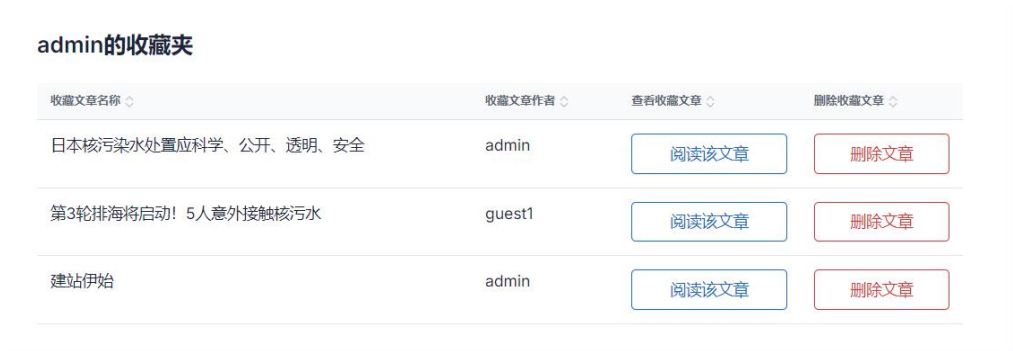 admin的收藏夹
收藏文章名称 收藏文章作者 查看收藏文章 删除收藏文章
日本核污染水处置应科学、公开、透明、安全 admin 阅读该文章 删除文章
第3轮排海将启动！5人意外接触核污水 guest1 阅读该文章 删除文章
建站伊始 admin 阅读该文章 删除文章